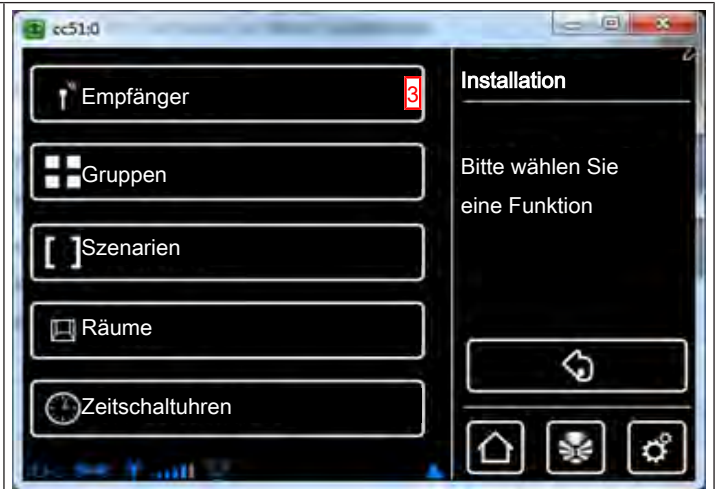 cc51;0
Empfänger
3
Gruppen
Szenarien
Räume
Zeitschaltuhren
Installation
Bitte wählen Sie
eine Funktion